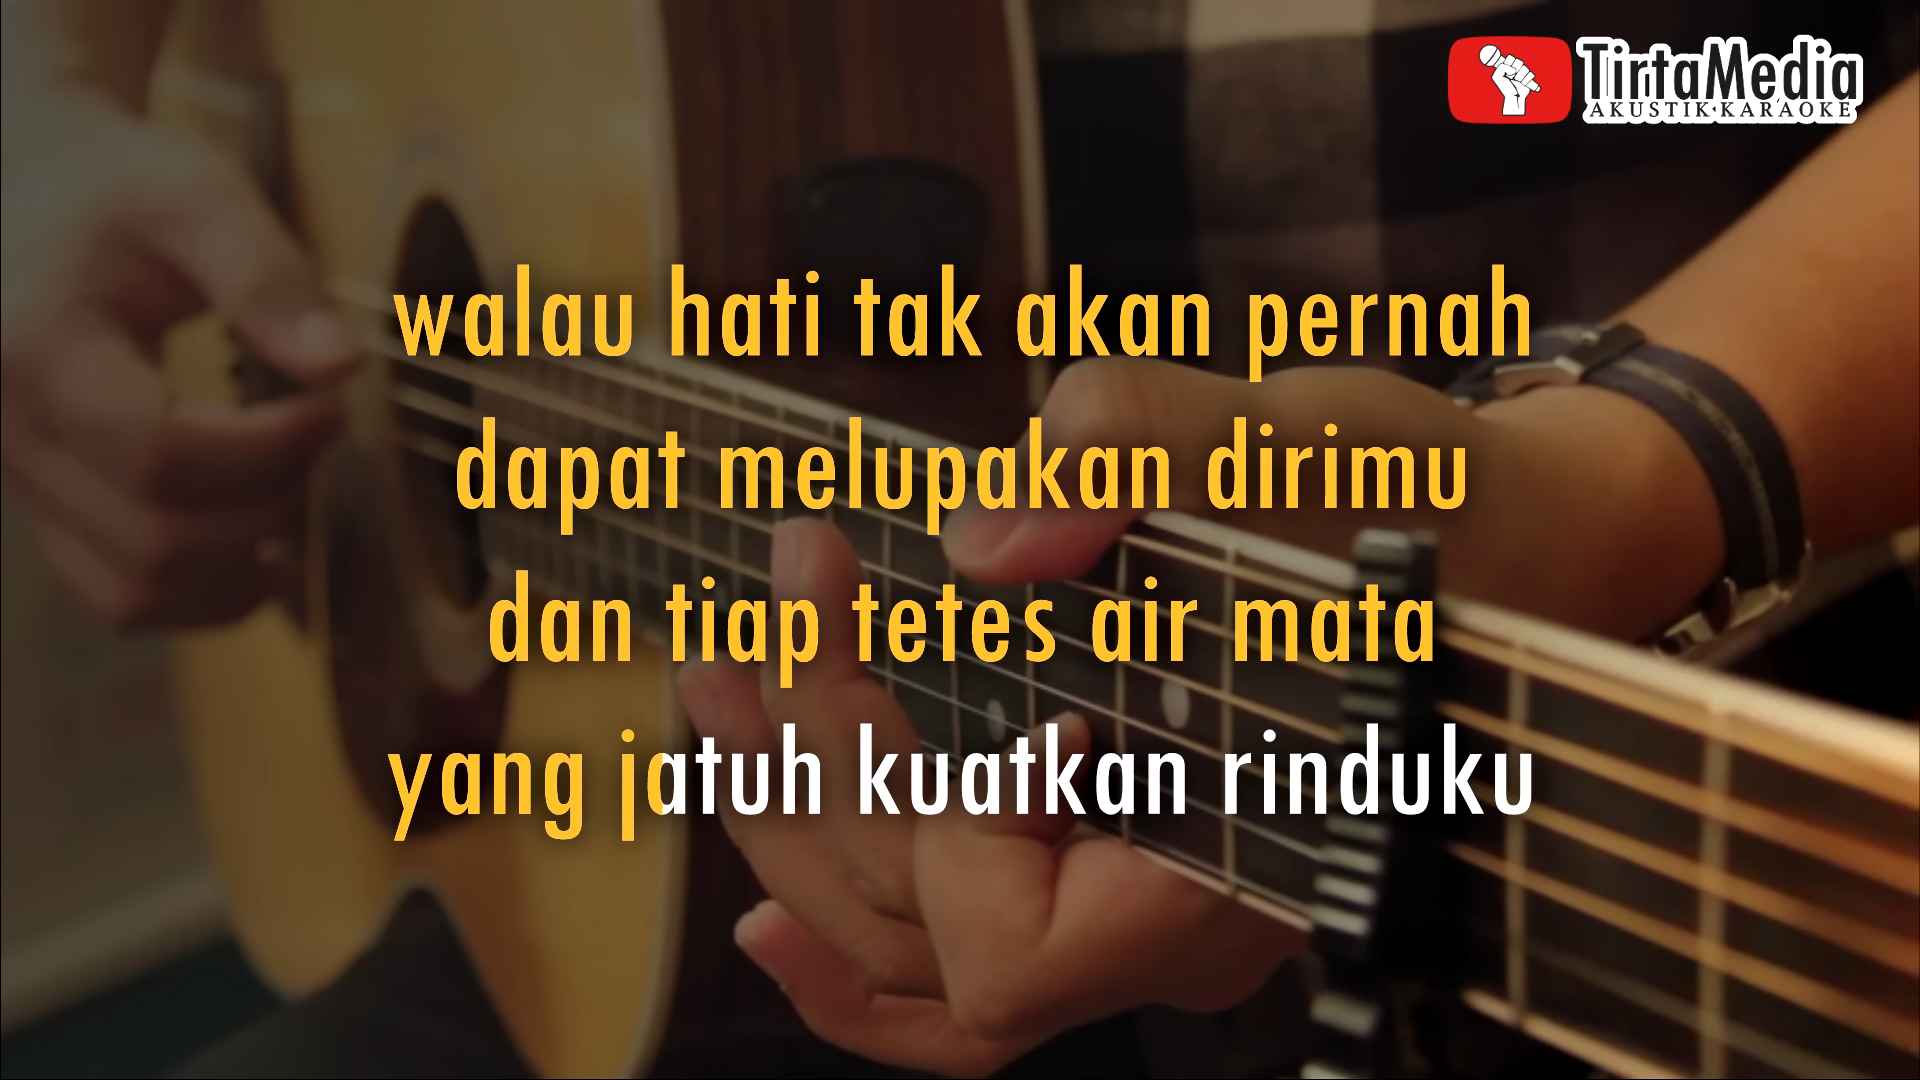 TirtaMedia
AKUSTIK KARAOKE
walau hati tak akan pernah
dapat melupakan dirimu
dan tiap tetes air mata
yang jatuh kuatkan rinduku